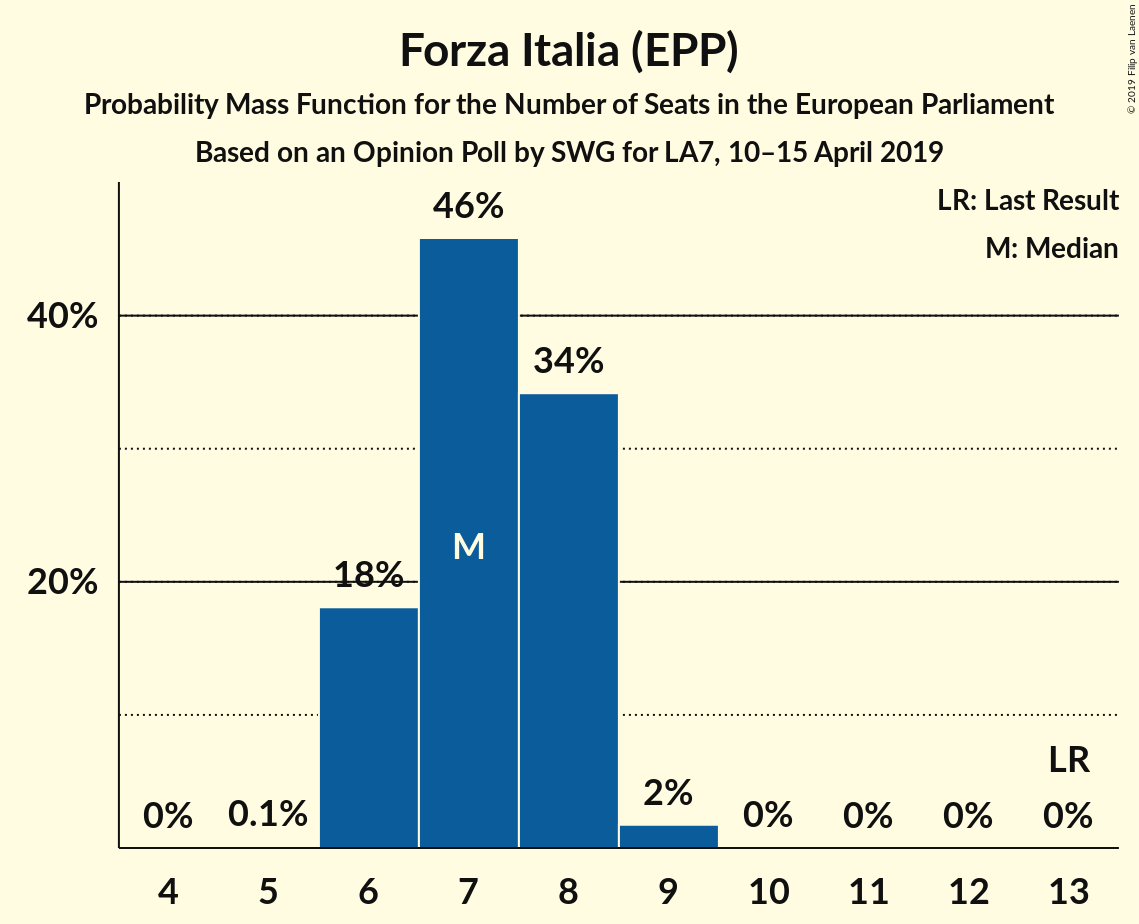 Forza Italia (EPP)
Probability Mass Function for the Number of Seats in the European Parliament
Based on an Opinion Poll by SWG for LA7, 10–15 April 2019
© 2019 Filip van Laenen
LR: Last Result
M: Median
46%
40%
34%
M
18%
20%
LR
0%
0.1%
2%
0%
0%
0%
0%
4 5 6 7 8 9 10 11 12 13